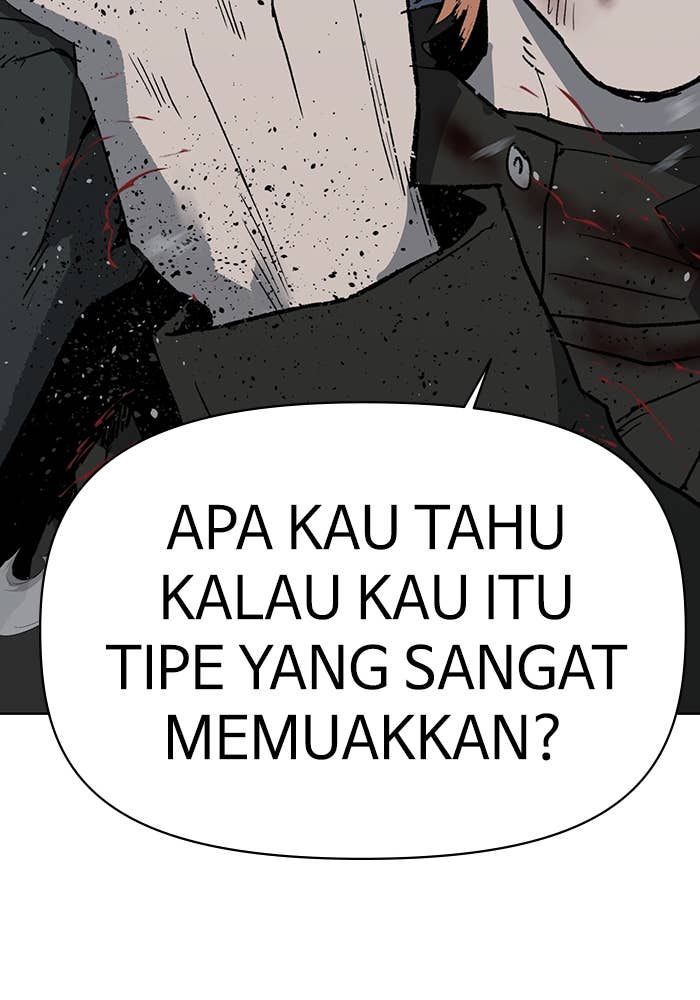 APA KAU TAHU
KALAU KAU ITU
TIPE YANG SANGAT
MEMUAKKAN?